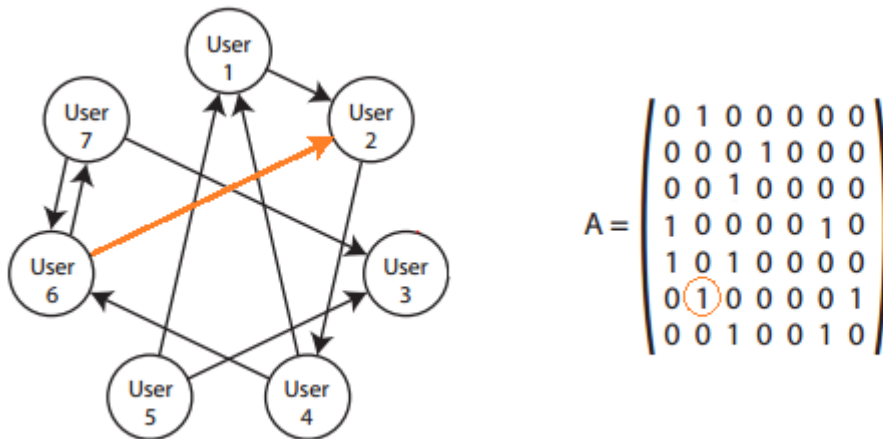 User
1
User
7
User
2
User
6
User
3
User
5
User
4
A =
0 1 0 0 0 0 0
0 0 0 1 0 0 0
0 0 1 0 0 0 0
1 0 0 0 0 1 0
1 0 1 0 0 0 0
0 1 0 0 0 0 1
0 0 1 0 0 1 0